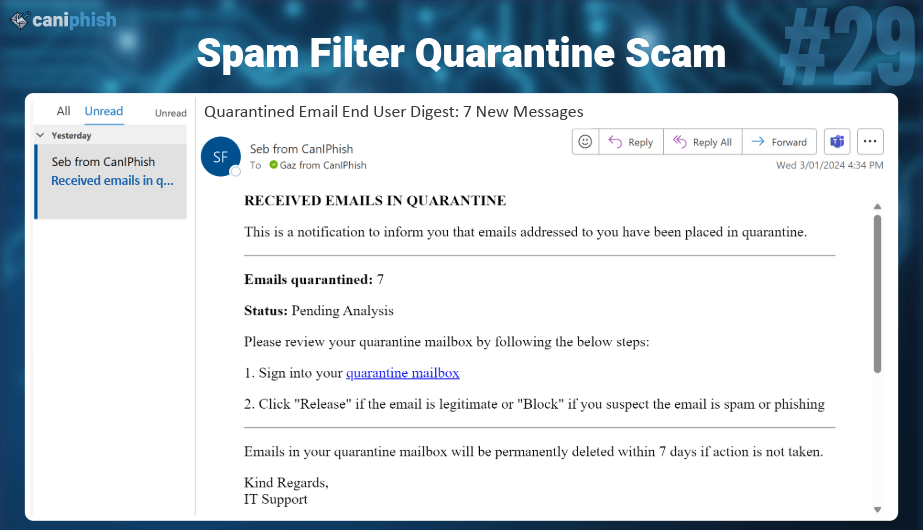 caniphish
#29
Spam Filter Quarantine Scam
All Unread Unread
Yesterday
Seb from CanIPhish
Received emails in q...
Quarantined Email End User Digest: 7 New Messages
SF
Seb from CanIPhish
To Gaz from CanIPhish
Reply Reply All Forward
Wed 3/01/2024 4:34 PM
RECEIVED EMAILS IN QUARANTINE
This is a notification to inform you that emails addressed to you have been placed in quarantine.
Emails quarantined: 7
Status: Pending Analysis
Please review your quarantine mailbox by following the below steps:
1. Sign into your quarantine mailbox
2. Click "Release" if the email is legitimate or "Block" if you suspect the email is spam or phishing
Emails in your quarantine mailbox will be permanently deleted within 7 days if action is not taken.
Kind Regards,
IT Support